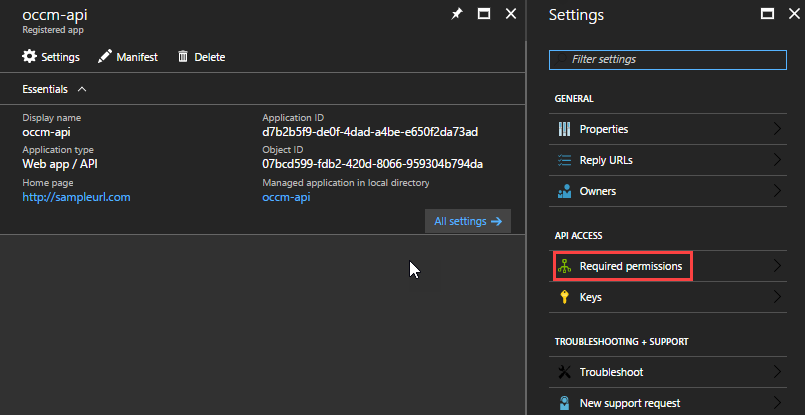 occm-api
Registered app
Settings
Manifest
Delete
Essentials
Display name
occm-api
Application type
Web app / API
Home page
http://sampleurl.com
Application ID
d7b2b5f9-de0f-4dad-a4be-e650f2da73ad
Object ID
07bcd599-fdb2-420d-8066-959304b794da
Managed application in local directory
occm-api
All settings
Settings
Filter settings
GENERAL
Properties
Reply URLs
Owners
API ACCESS
Required permissions
Keys
TROUBLESHOOTING + SUPPORT
Troubleshoot
New support request